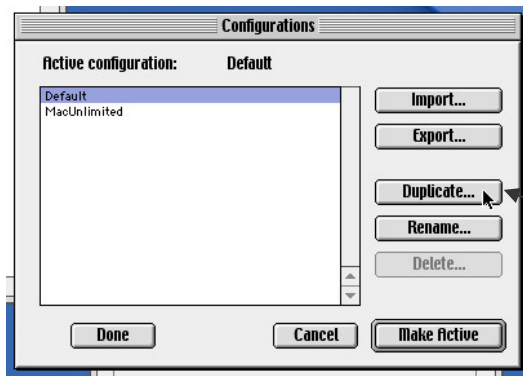 Configurations
Active configuration: Default
Default
MacUnlimited
Import...
Export...
Duplicate...
Rename...
Delete...
Done
Cancel
Make Active